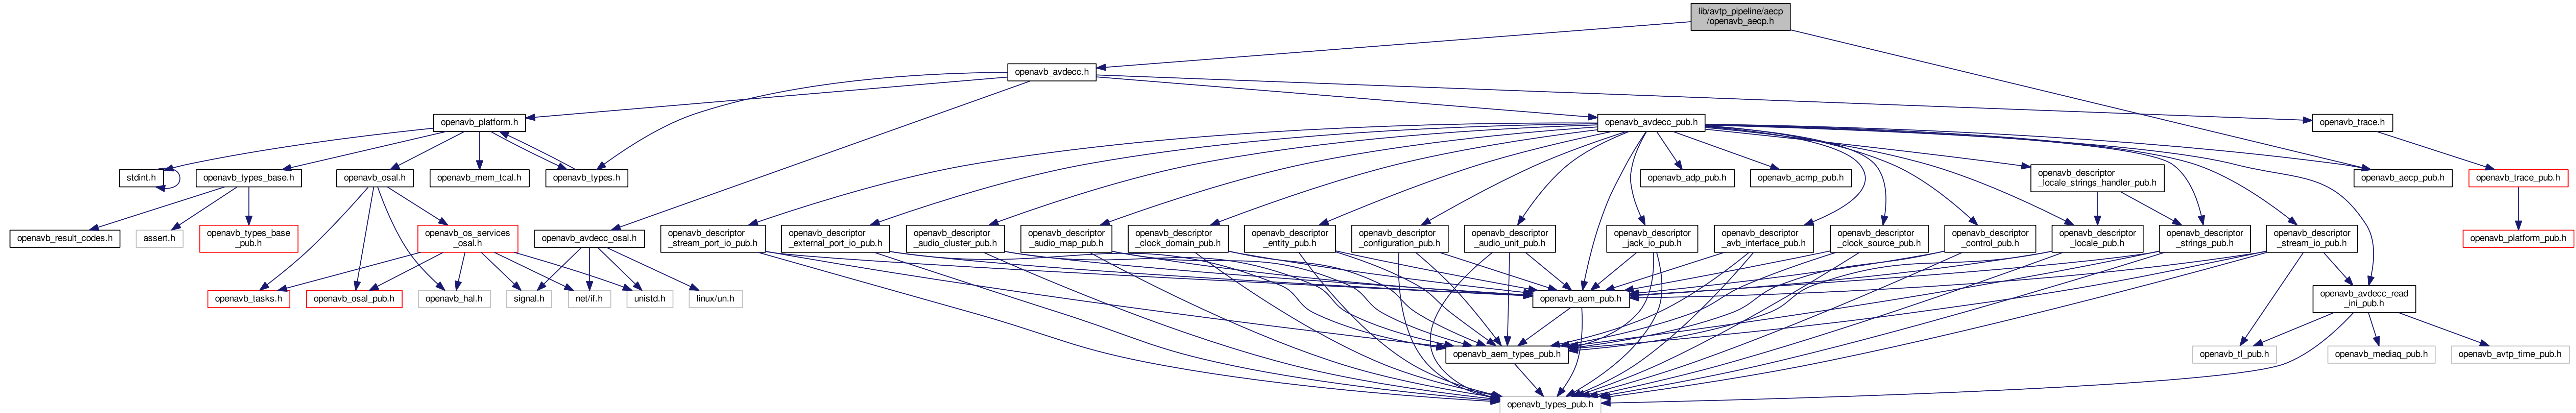 lib/avtp_pipeline/aecp
/openavb_aecp.h
openavb_avdecc.h
openavb_platform.h
openavb_avdecc_pub.h
openavb_trace.h
stdint.h
openavb_types_base.h
openavb_osal.h
openavb_mem_tcal.h
openavb_types.h
openavb_adp_pub.h
openavb_acmp_pub.h
openavb_descriptor
_locale_strings_handler_pub.h
openavb_aecp_pub.h
openavb_trace_pub.h
openavb_result_codes.h
assert.h
openavb_types_base
_pub.h
openavb_os_services
_osal.h
openavb_avdecc_osal.h
openavb_descriptor
_stream_port_io_pub.h
openavb_descriptor
_external_port_io_pub.h
openavb_descriptor
_audio_cluster_pub.h
openavb_descriptor
_audio_map_pub.h
openavb_descriptor
_clock_domain_pub.h
openavb_descriptor
_entity_pub.h
openavb_descriptor
_configuration_pub.h
openavb_descriptor
_audio_unit_pub.h
openavb_descriptor
_jack_io_pub.h
openavb_descriptor
_avb_interface_pub.h
openavb_descriptor
_clock_source_pub.h
openavb_descriptor
_control_pub.h
openavb_descriptor
_locale_pub.h
openavb_descriptor
_strings_pub.h
openavb_descriptor
_stream_io_pub.h
openavb_platform_pub.h
openavb_tasks.h
openavb_osal_pub.h
openavb_hal.h
signal.h
net/if.h
unistd.h
linux/un.h
openavb_aem_pub.h
openavb_avdecc_read
_ini_pub.h
openavb_aem_types_pub.h
openavb_tl_pub.h
openavb_mediaq_pub.h
openavb_avtp_time_pub.h
openavb_types_pub.h